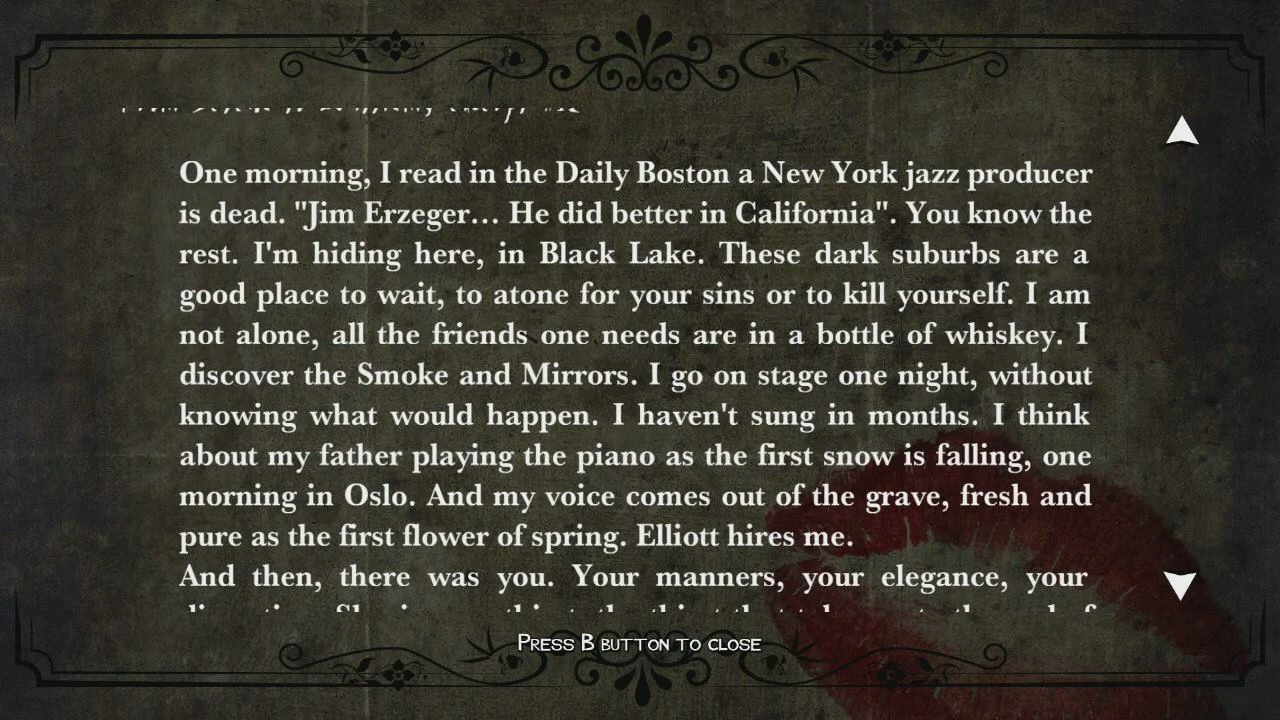 One morning, I read in the Daily Boston a New York jazz producer
is dead. "Jim Erzeger... He did better in California". You know the
rest. I'm hiding here, in Black Lake. These dark suburbs are a
good place to wait, to atone for your sins or to kill yourself. I am
not alone, all the friends one needs are in a bottle of whiskey. I
discover the Smoke and Mirrors. I go on stage one night, without
knowing what would happen. I haven't sung in months. I think
about my father playing the piano as the first snow is falling, one
morning in Oslo. And my voice comes out of the grave, fresh and
pure as the first flower of spring. Elliott hires me.
And then, there was you. Your manners, your elegance, your
Press B button to close